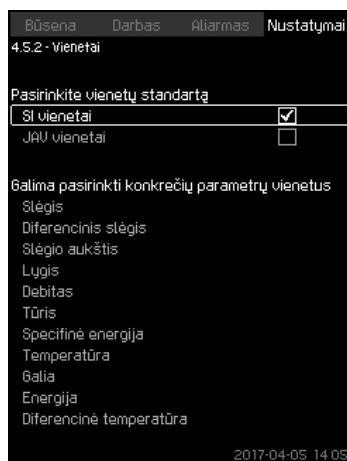 Būsena Darbas Aliarmas Nustatymai
4.5.2 - Vienetai
Pasirinkite vienetų standartą
SI vienetai
JAV vienetai
Galima pasirinkti konkrečių parametrų vienetus
Slėgis
Diferencinis slėgis
Slėgio aukštis
Lygis
Debitas
Tūris
Specifinė energija
Temperatūra
Galia
Energija
Diferencinė temperatūra
2017-04-05 14:05